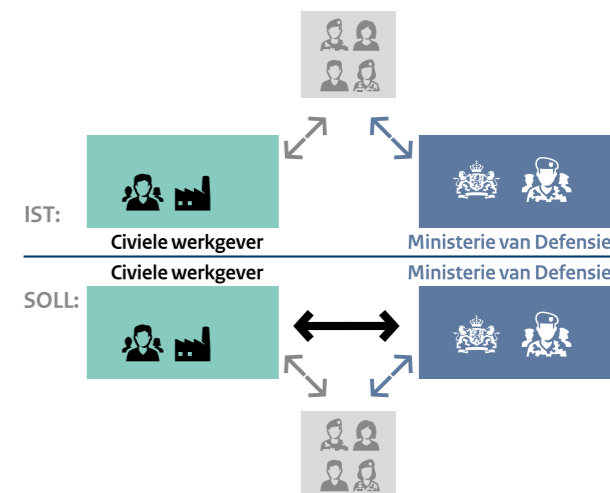 IST:
Civiele werkgever
Ministerie van Defensie
Civiele werkgever
Ministerie van Defensie
SOLL: